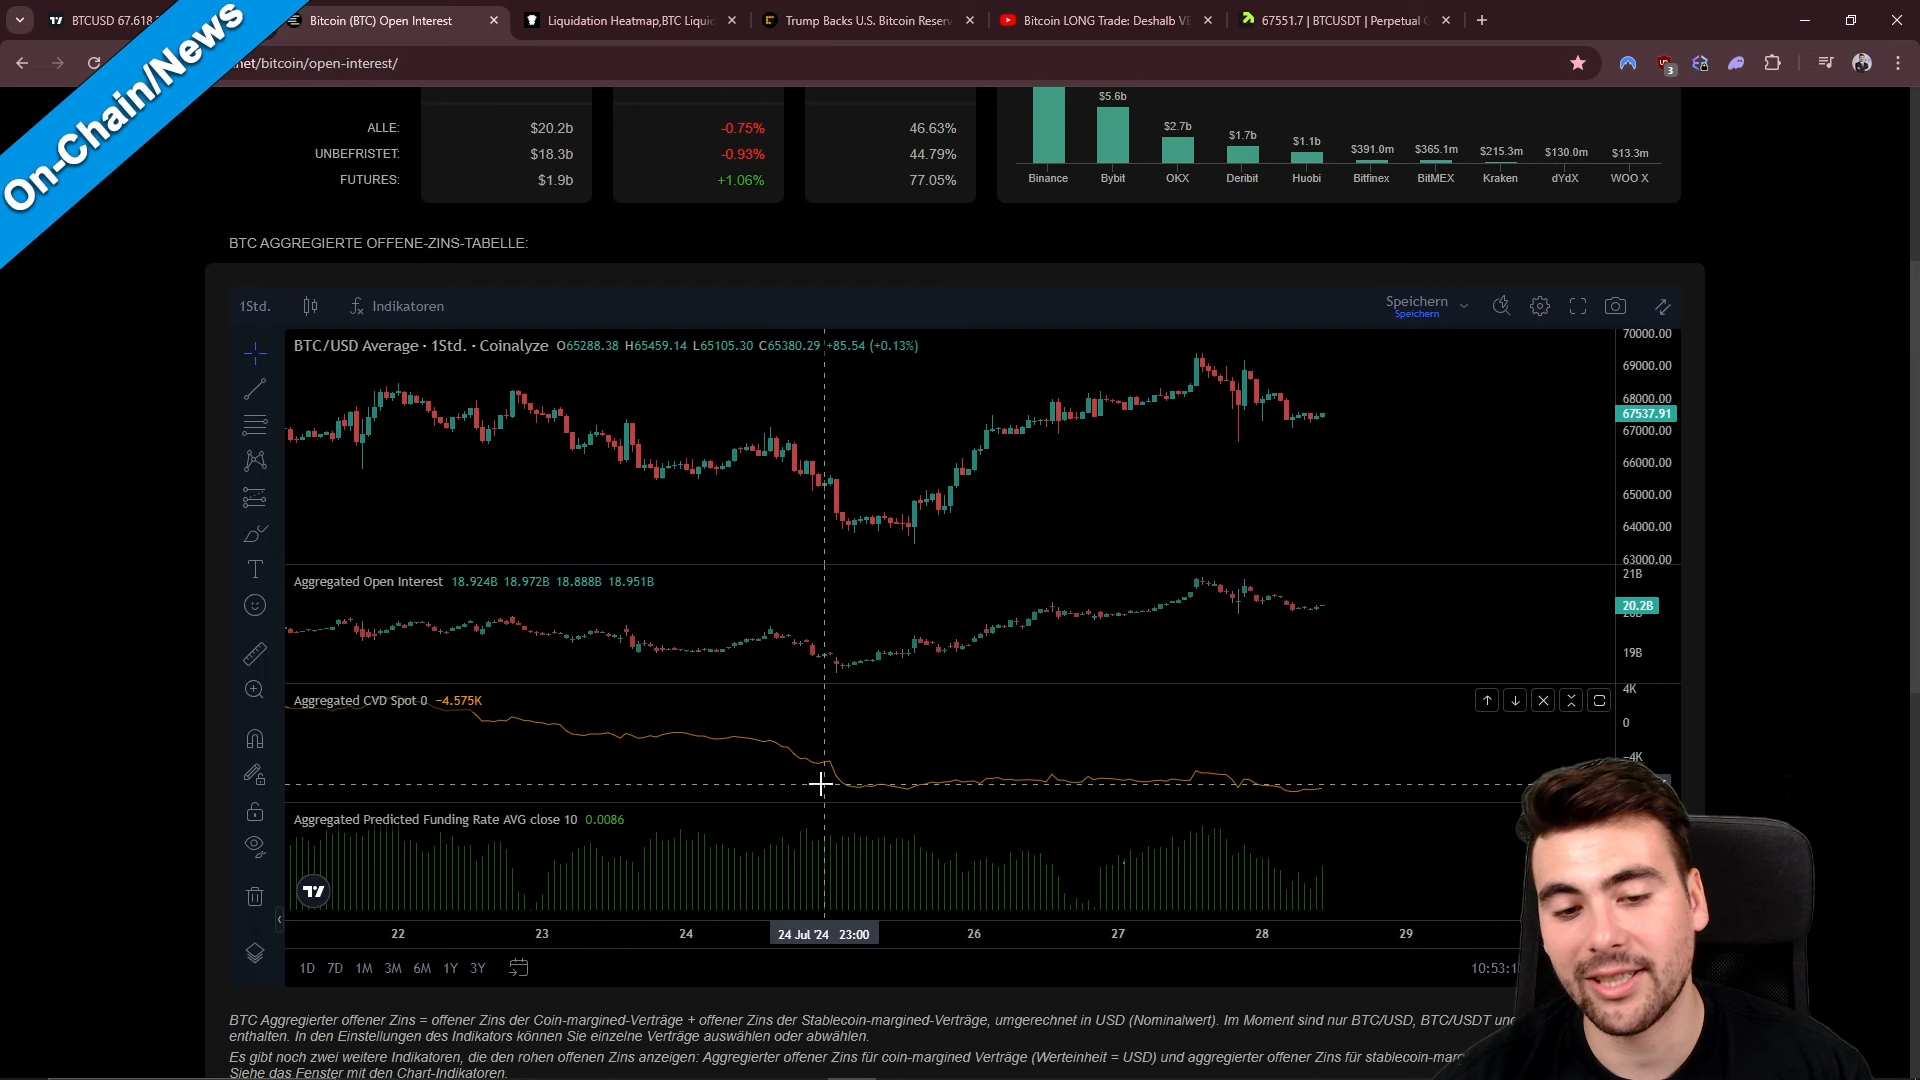 On-Chain/News
BTCUSD 67.618
Bitcoin (BTC) Open Interest
Liquidation Heatmap,BTC Liquid
Trump Backs U.S. Bitcoin Reserv
Bitcoin LONG Trade: Deshalb VE
67551.7 | BTCUSDT | Perpetual
.net/bitcoin/open-interest/
3
ALLE: $20.2b -0.75% 46.63%
UNBEFRISTET: $18.3b -0.93% 44.79%
FUTURES: $1.9b +1.06% 77.05%
$5.6b $2.7b $1.7b $1.1b $391.0m $365.1m $215.3m $130.0m $13.3m
Binance Bybit OKX Deribit Huobi Bitfinex BitMEX Kraken dYdX WOO X
BTC AGGREGIERTE OFFENE-ZINS-TABELLE:
1Std. Indikatoren
Speichern
Speichern
BTC/USD Average · 1Std. · Coinalyze O65288.38 H65459.14 L65105.30 C65380.29 +85.54 (+0.13%)
70000.00
69000.00
68000.00
67537.91
67000.00
66000.00
65000.00
64000.00
63000.00
Aggregated Open Interest 18.924B 18.972B 18.888B 18.951B
21B
20.2B
19B
Aggregated CVD Spot 0 −4.575K
4K
0
−4K
Aggregated Predicted Funding Rate AVG close 10 0.0086
22 23 24 24 Jul '24 23:00 26 27 28 29
1D 7D 1M 3M 6M 1Y 3Y
10:53:1
BTC Aggregierter offener Zins = offener Zins der Coin-margined-Verträge + offener Zins der Stablecoin-margined-Verträge, umgerechnet in USD (Nominalwert). Im Moment sind nur BTC/USD, BTC/USDT und
enthalten. In den Einstellungen des Indikators können Sie einzelne Verträge auswählen oder abwählen.
Es gibt noch zwei weitere Indikatoren, die den rohen offenen Zins anzeigen: Aggregierter offener Zins für coin-margined Verträge (Werteinheit = USD) und aggregierter offener Zins für stablecoin-marg
Siehe das Fenster mit den Chart-Indikatoren.